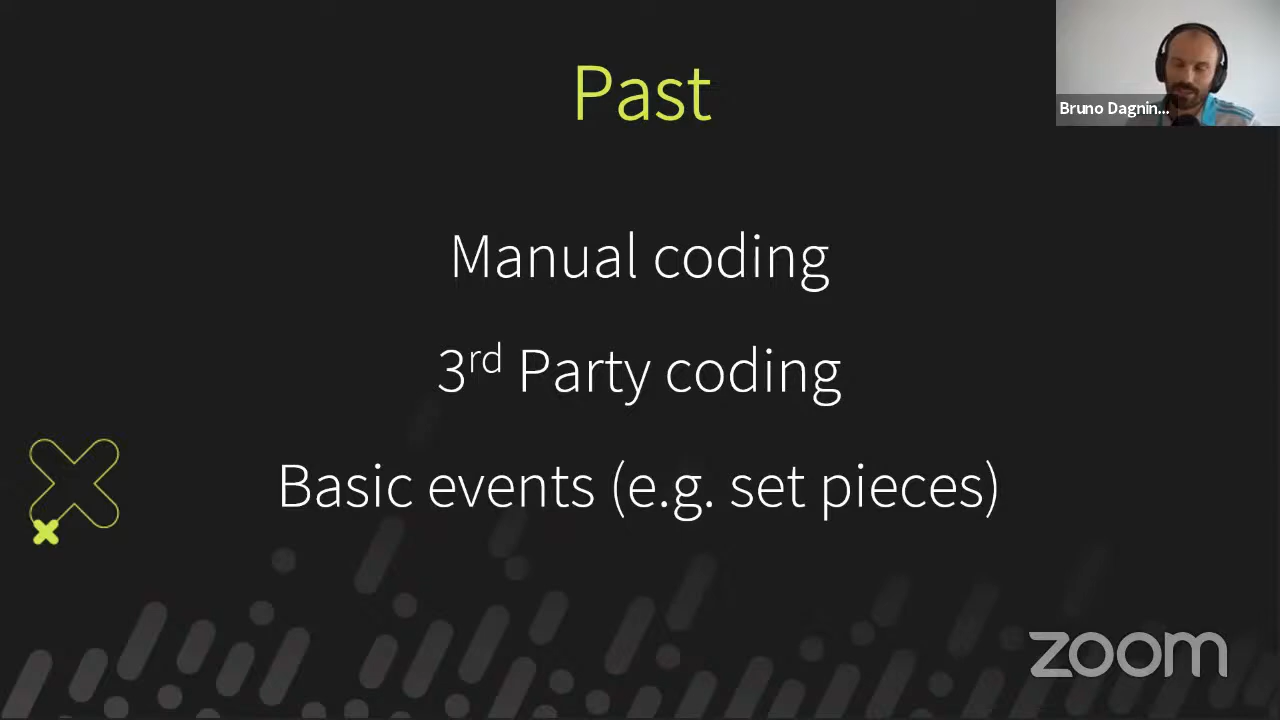 Past
Bruno Dagnin...
Manual coding
3rd Party coding
Basic events (e.g. set pieces)
zoom